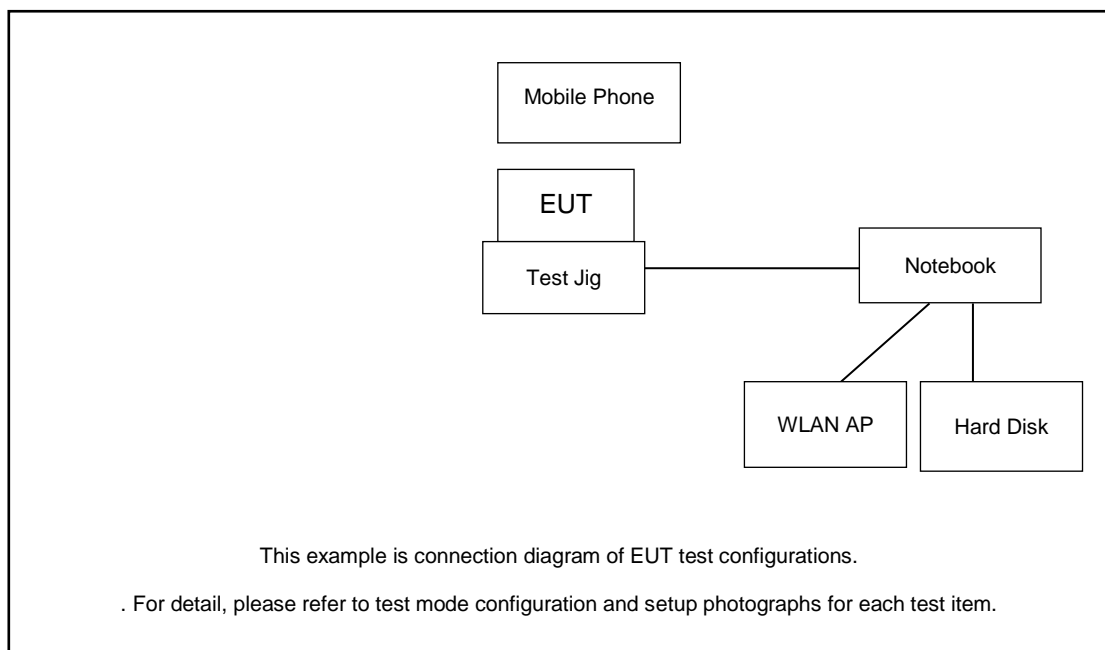 Mobile Phone
EUT
Test Jig
Notebook
WLAN AP
Hard Disk
This example is connection diagram of EUT test configurations.
. For detail, please refer to test mode configuration and setup photographs for each test item.